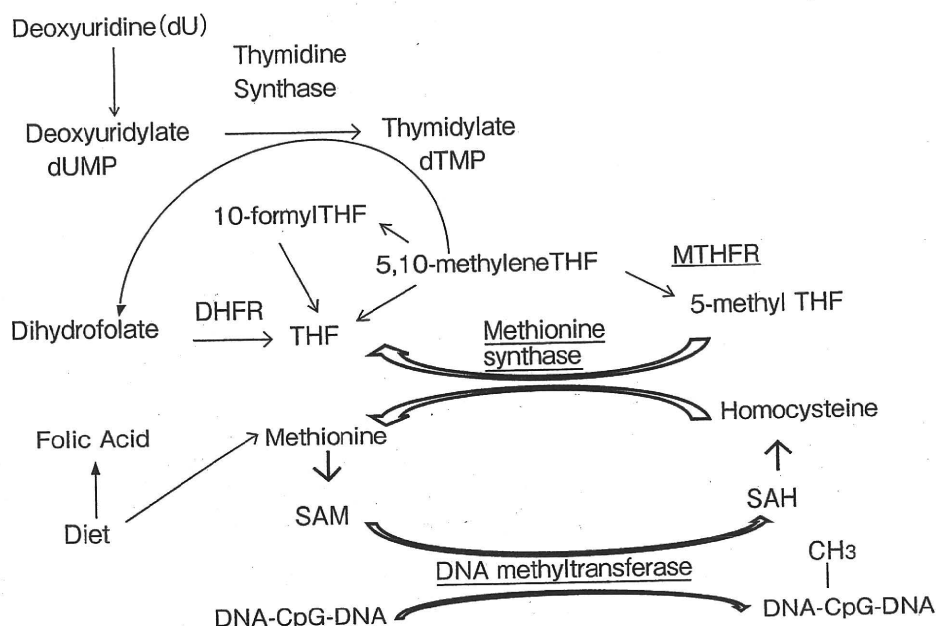 Deoxyuridine(dU)
Thymidine
Synthase
Deoxyuridylate
dUMP
Thymidylate
dTMP
10-formylTHF
5,10-methyleneTHF
MTHFR
5-methyl THF
Dihydrofolate
DHFR
THF
Methionine
synthase
Homocysteine
Folic Acid
Methionine
Diet
SAM
SAH
DNA methyltransferase
CH3
DNA-CpG-DNA
DNA-CpG-DNA